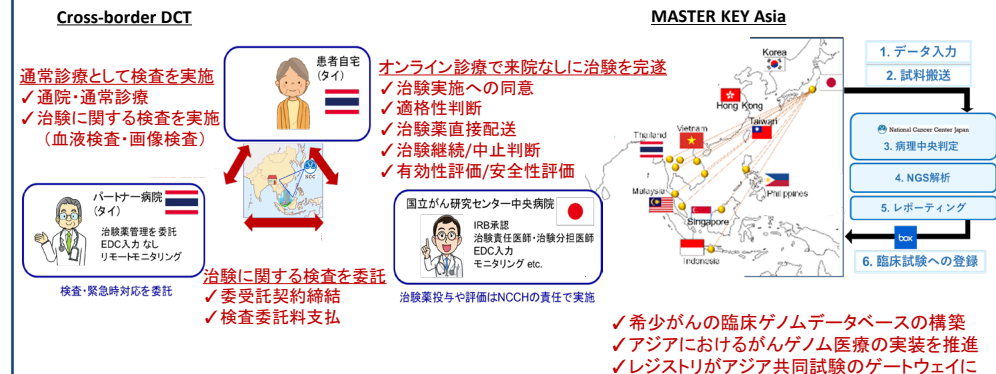 Cross-border DCT
患者自宅
(タイ)
通常診療として検査を実施
✓通院・通常診療
✓治験に関する検査を実施
（血液検査・画像検査）
オンライン診療で来院なしに治験を完遂
✓治験実施への同意
✓適格性判断
✓治験薬直接配送
✓治験継続/中止判断
✓有効性評価/安全性評価
NCC
パートナー病院
(タイ)
治験薬管理を委託
EDC入力 なし
リモートモニタリング
検査・緊急時対応を委託
治験に関する検査を委託
✓委受託契約締結
✓検査委託料支払
国立がん研究センター中央病院
IRB承認
治験責任医師・治験分担医師
EDC入力
モニタリング etc.
治験薬投与や評価はNCCHの責任で実施
MASTER KEY Asia
Korea
Hong Kong
Taiwan
Vietnam
Thailand
Philippines
Malaysia
Singapore
Indonesia
1. データ入力
2. 試料搬送
National Cancer Center Japan
3. 病理中央判定
4. NGS解析
5. レポーティング
box
6. 臨床試験への登録
✓希少がんの臨床ゲノムデータベースの構築
✓アジアにおけるがんゲノム医療の実装を推進
✓レジストリがアジア共同試験のゲートウェイに